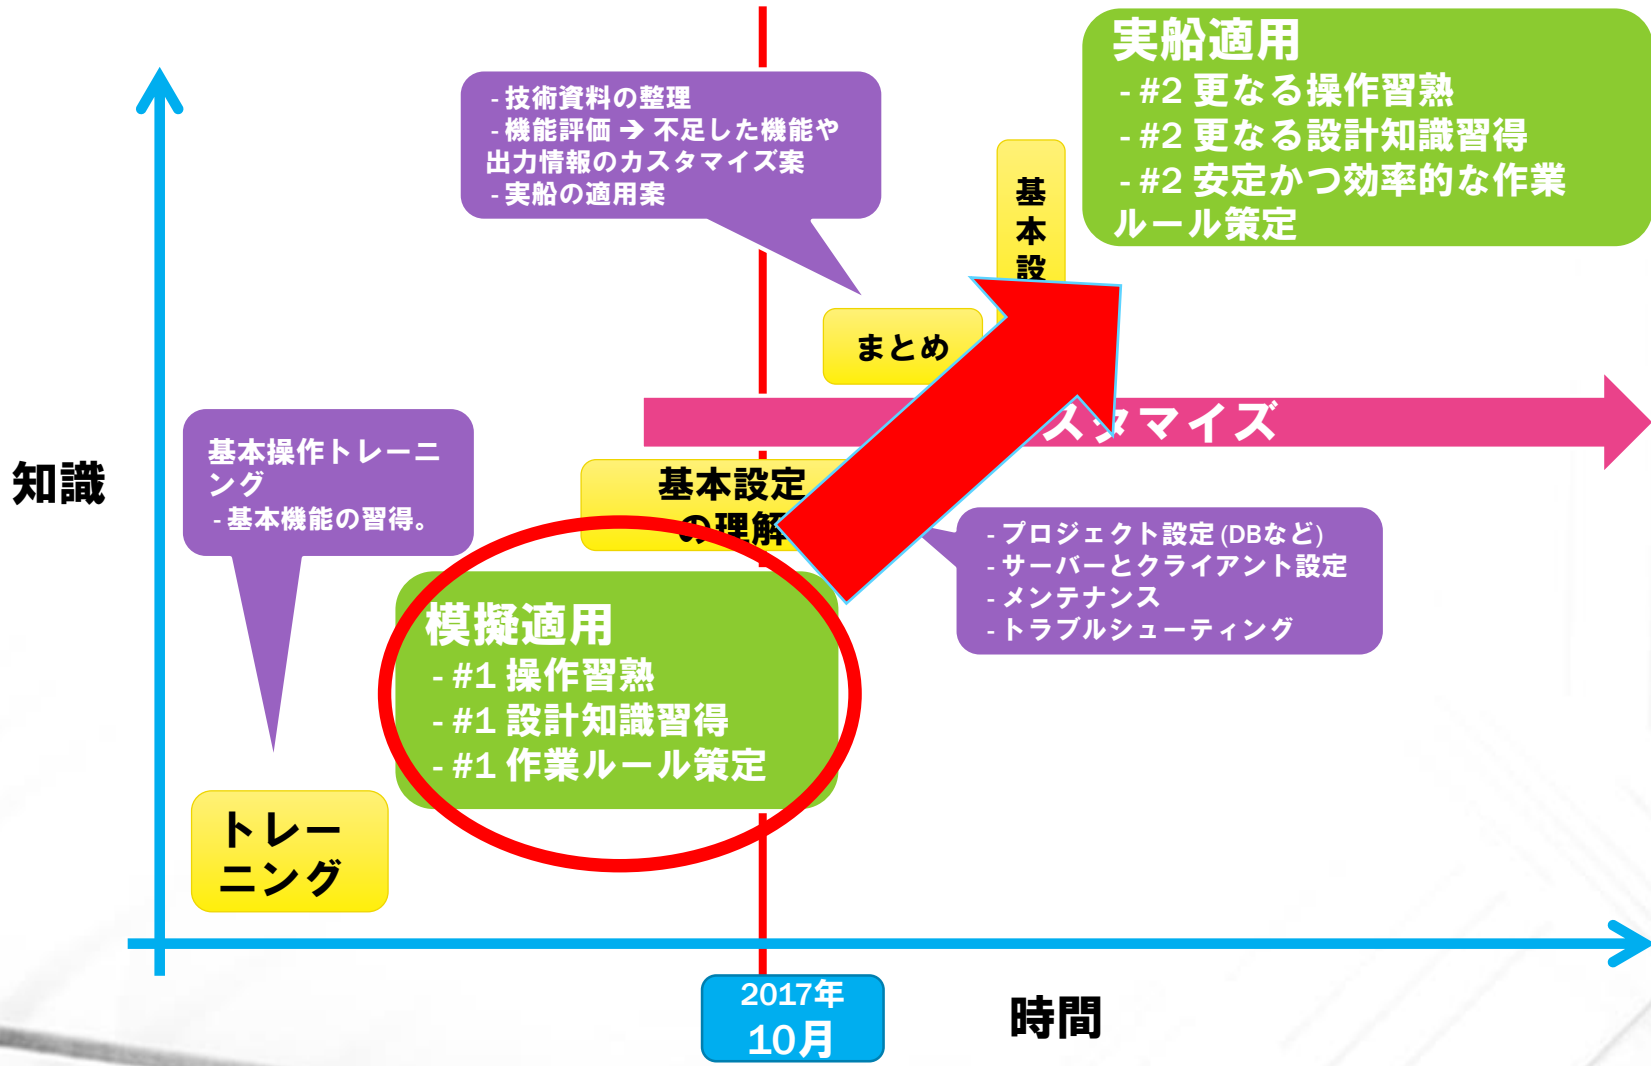 実船適用
- #2 更なる操作習熟
- #2 更なる設計知識習得
- #2 安定かつ効率的な作業
ルール策定
- 技術資料の整理
- 機能評価 → 不足した機能や
出力情報のカスタマイズ案
- 実船の適用案
基
本
設
まとめ
スタマイズ
知識
基本操作トレーニ
ング
- 基本機能の習得。
基本設定
の理解
- プロジェクト設定 (DBなど)
- サーバーとクライアント設定
- メンテナンス
- トラブルシューティング
模擬適用
- #1 操作習熟
- #1 設計知識習得
- #1 作業ルール策定
トレー
ニング
2017年
10月
時間